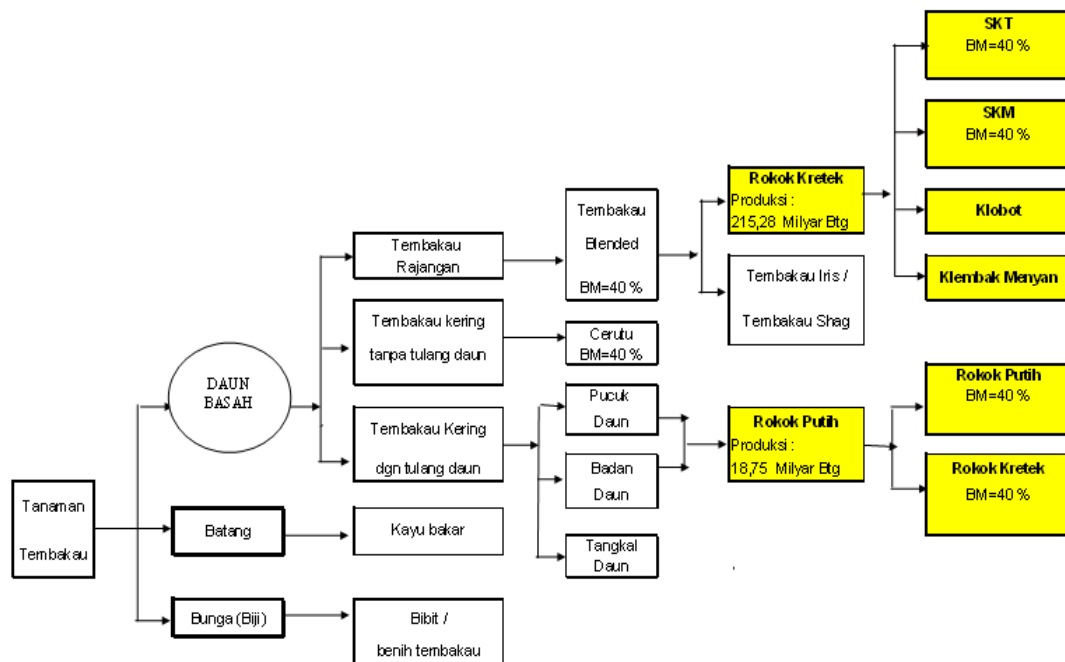 SKT
BM=40 %
SKM
BM=40 %
Klobot
Klembak Menyan
Rokok Kretek
Produksi :
215,28 Milyar Btg
Tembakau
Blended
BM=40 %
Tembakau
Rajangan
Tembakau Iris /
Tembakau Shag
Tembakau kering
tanpa tulang daun
Cerutu
BM=40 %
DAUN
BASAH
Tembakau Kering
dgn tulang daun
Pucuk
Daun
Badan
Daun
Tangkal
Daun
Rokok Putih
Produksi :
18,75 Milyar Btg
Rokok Putih
BM=40 %
Rokok Kretek
BM=40 %
Tanaman
Tembakau
Batang
Kayu bakar
Bunga (Biji)
Bibit /
benih tembakau